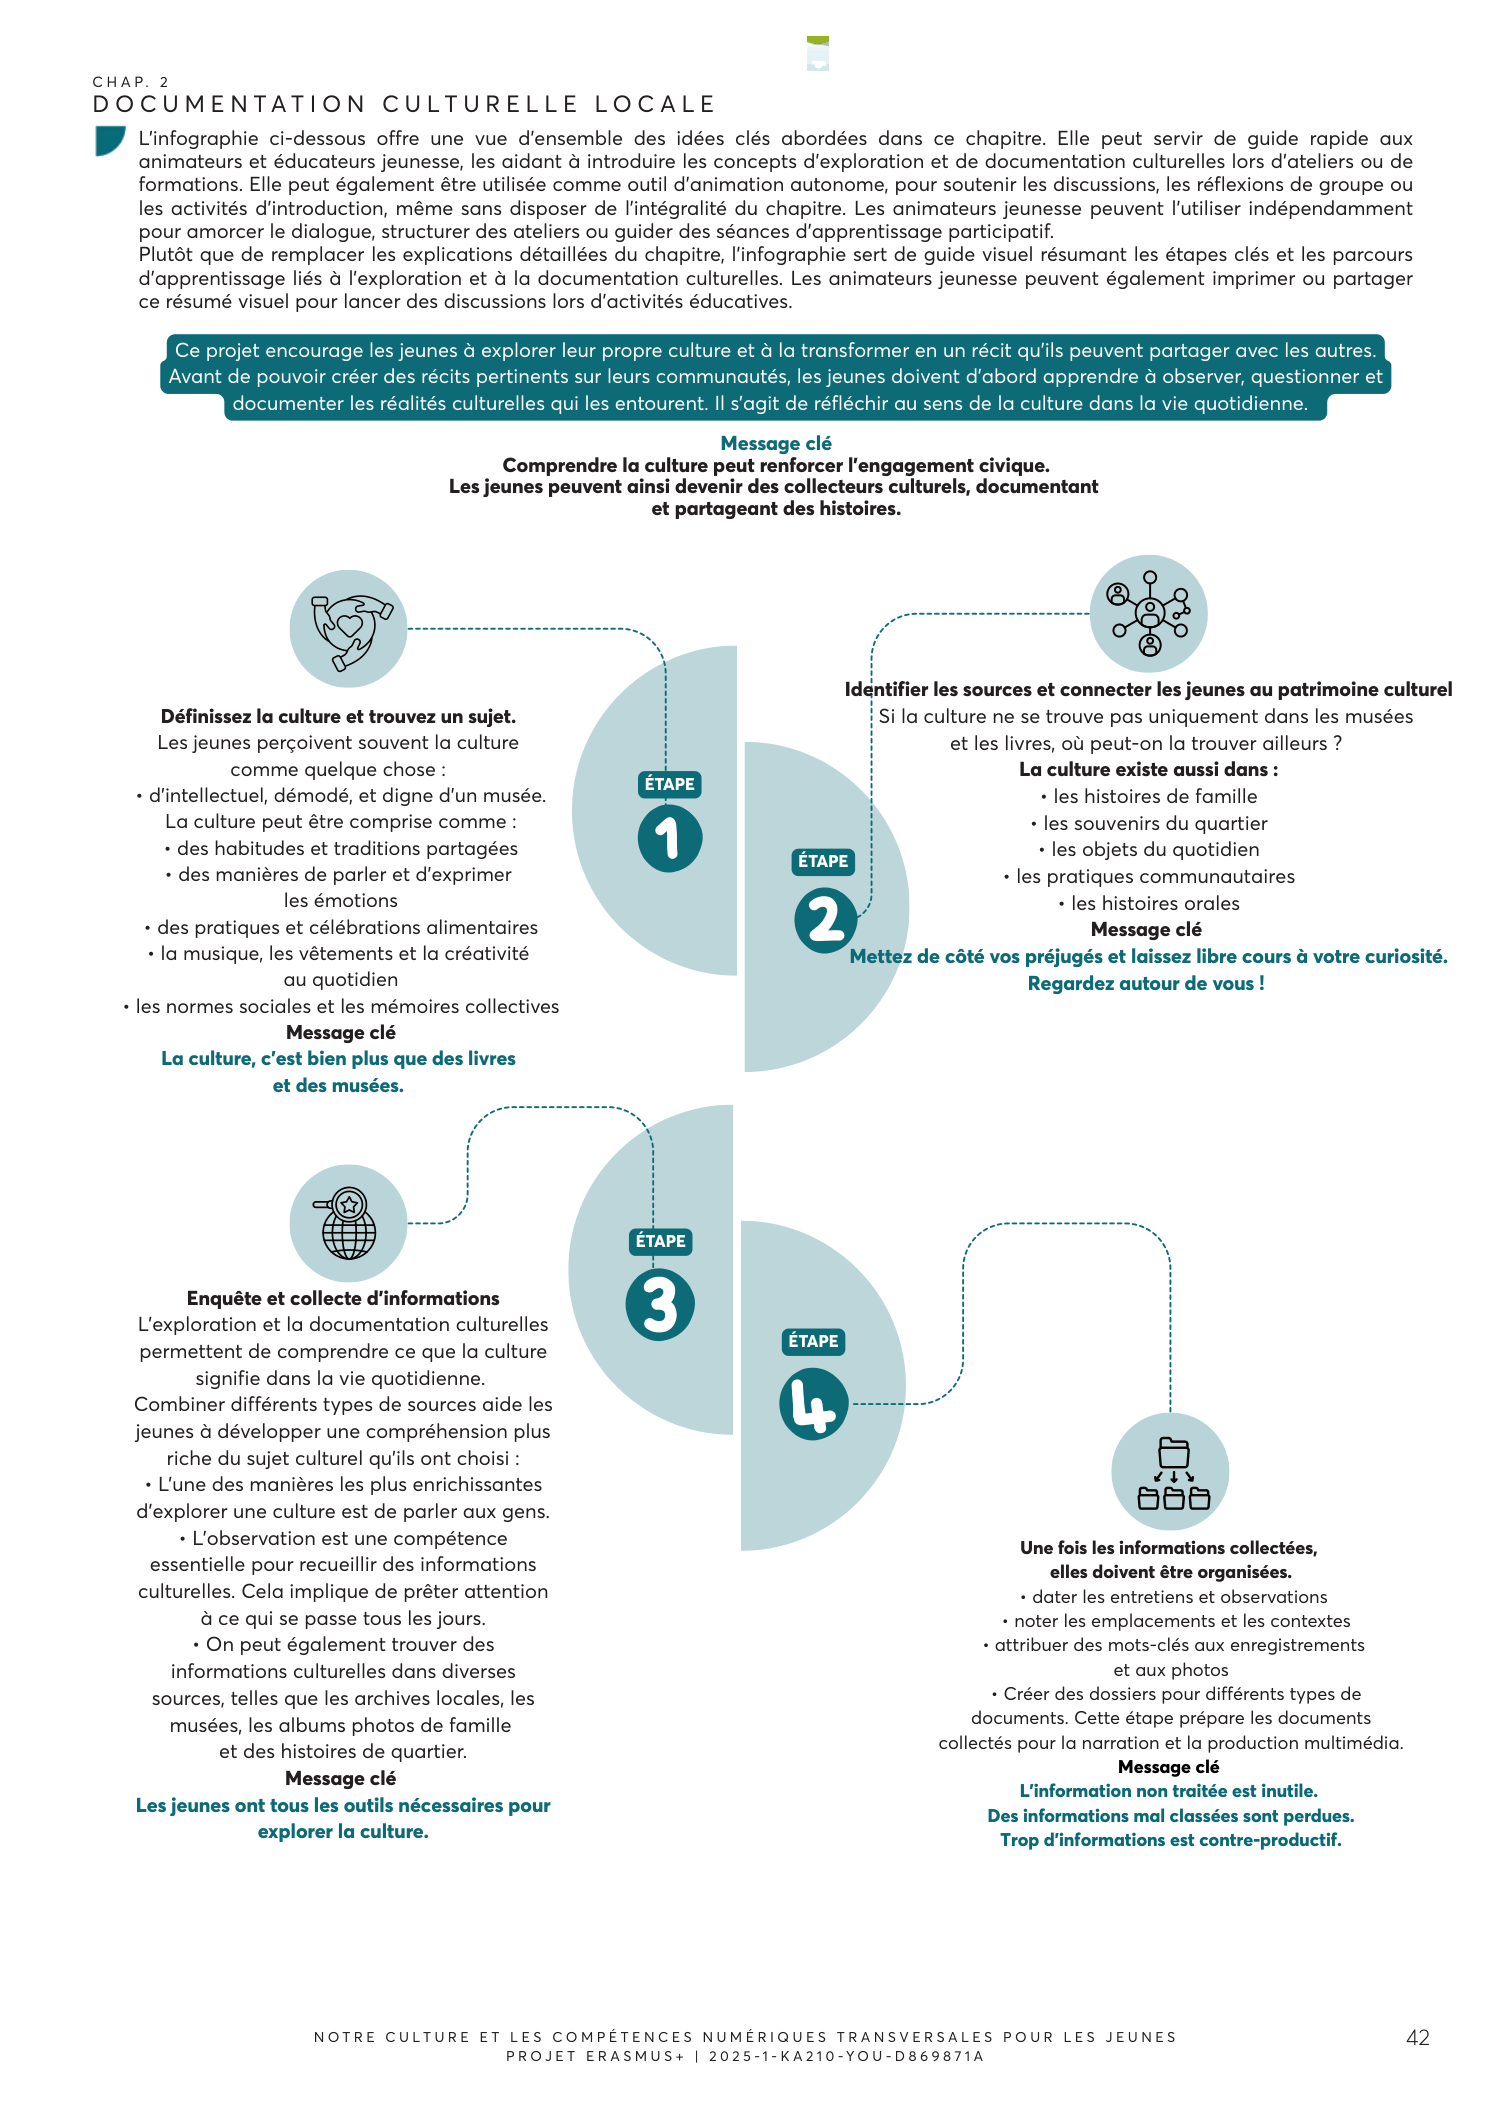 CHAP. 2
DOCUMENTATION CULTURELLE LOCALE
L'infographie ci-dessous offre une vue d'ensemble des idées clés abordées dans ce chapitre. Elle peut servir de guide rapide aux
animateurs et éducateurs jeunesse, les aidant à introduire les concepts d'exploration et de documentation culturelles lors d'ateliers ou de
formations. Elle peut également être utilisée comme outil d'animation autonome, pour soutenir les discussions, les réflexions de groupe ou
les activités d'introduction, même sans disposer de l'intégralité du chapitre. Les animateurs jeunesse peuvent l'utiliser indépendamment
pour amorcer le dialogue, structurer des ateliers ou guider des séances d'apprentissage participatif.
Plutôt que de remplacer les explications détaillées du chapitre, l'infographie sert de guide visuel résumant les étapes clés et les parcours
d'apprentissage liés à l'exploration et à la documentation culturelles. Les animateurs jeunesse peuvent également imprimer ou partager
ce résumé visuel pour lancer des discussions lors d'activités éducatives.
Ce projet encourage les jeunes à explorer leur propre culture et à la transformer en un récit qu'ils peuvent partager avec les autres.
Avant de pouvoir créer des récits pertinents sur leurs communautés, les jeunes doivent d'abord apprendre à observer, questionner et
documenter les réalités culturelles qui les entourent. Il s'agit de réfléchir au sens de la culture dans la vie quotidienne.
Message clé
Comprendre la culture peut renforcer l'engagement civique.
Les jeunes peuvent ainsi devenir des collecteurs culturels, documentant
et partageant des histoires.
ÉTAPE
1
Définissez la culture et trouvez un sujet.
Les jeunes perçoivent souvent la culture
comme quelque chose :
• d'intellectuel, démodé, et digne d'un musée.
La culture peut être comprise comme :
• des habitudes et traditions partagées
• des manières de parler et d'exprimer
les émotions
• des pratiques et célébrations alimentaires
• la musique, les vêtements et la créativité
au quotidien
• les normes sociales et les mémoires collectives
Message clé
La culture, c'est bien plus que des livres
et des musées.
ÉTAPE
2
Identifier les sources et connecter les jeunes au patrimoine culturel
Si la culture ne se trouve pas uniquement dans les musées
et les livres, où peut-on la trouver ailleurs ?
La culture existe aussi dans :
• les histoires de famille
• les souvenirs du quartier
• les objets du quotidien
• les pratiques communautaires
• les histoires orales
Message clé
Mettez de côté vos préjugés et laissez libre cours à votre curiosité.
Regardez autour de vous !
ÉTAPE
3
Enquête et collecte d'informations
L'exploration et la documentation culturelles
permettent de comprendre ce que la culture
signifie dans la vie quotidienne.
Combiner différents types de sources aide les
jeunes à développer une compréhension plus
riche du sujet culturel qu'ils ont choisi :
• L'une des manières les plus enrichissantes
d'explorer une culture est de parler aux gens.
• L'observation est une compétence
essentielle pour recueillir des informations
culturelles. Cela implique de prêter attention
à ce qui se passe tous les jours.
• On peut également trouver des
informations culturelles dans diverses
sources, telles que les archives locales, les
musées, les albums photos de famille
et des histoires de quartier.
Message clé
Les jeunes ont tous les outils nécessaires pour
explorer la culture.
ÉTAPE
4
Une fois les informations collectées,
elles doivent être organisées.
• dater les entretiens et observations
• noter les emplacements et les contextes
• attribuer des mots-clés aux enregistrements
et aux photos
• Créer des dossiers pour différents types de
documents. Cette étape prépare les documents
collectés pour la narration et la production multimédia.
Message clé
L'information non traitée est inutile.
Des informations mal classées sont perdues.
Trop d'informations est contre-productif.
NOTRE CULTURE ET LES COMPÉTENCES NUMÉRIQUES TRANSVERSALES POUR LES JEUNES
PROJET ERASMUS+ | 2025-1-KA210-YOU-D869871A
42